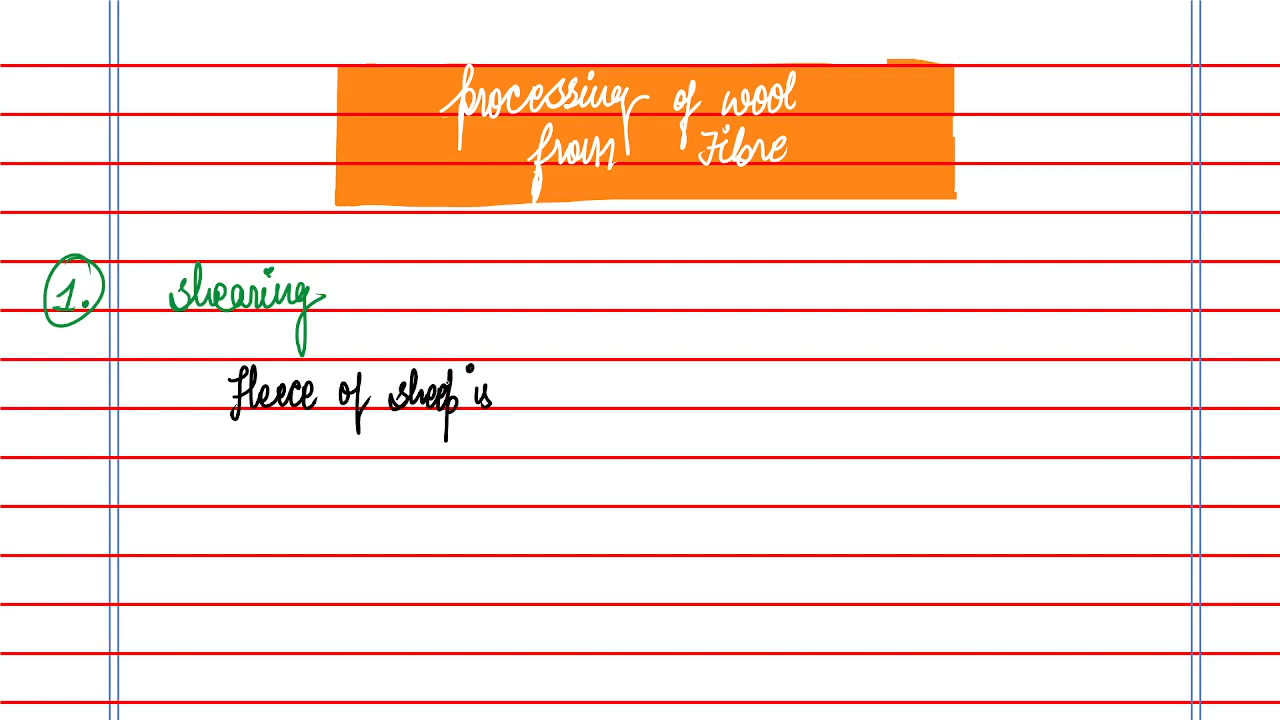 processing of wool
from Fibre
1. shearing
Fleece of sheep is